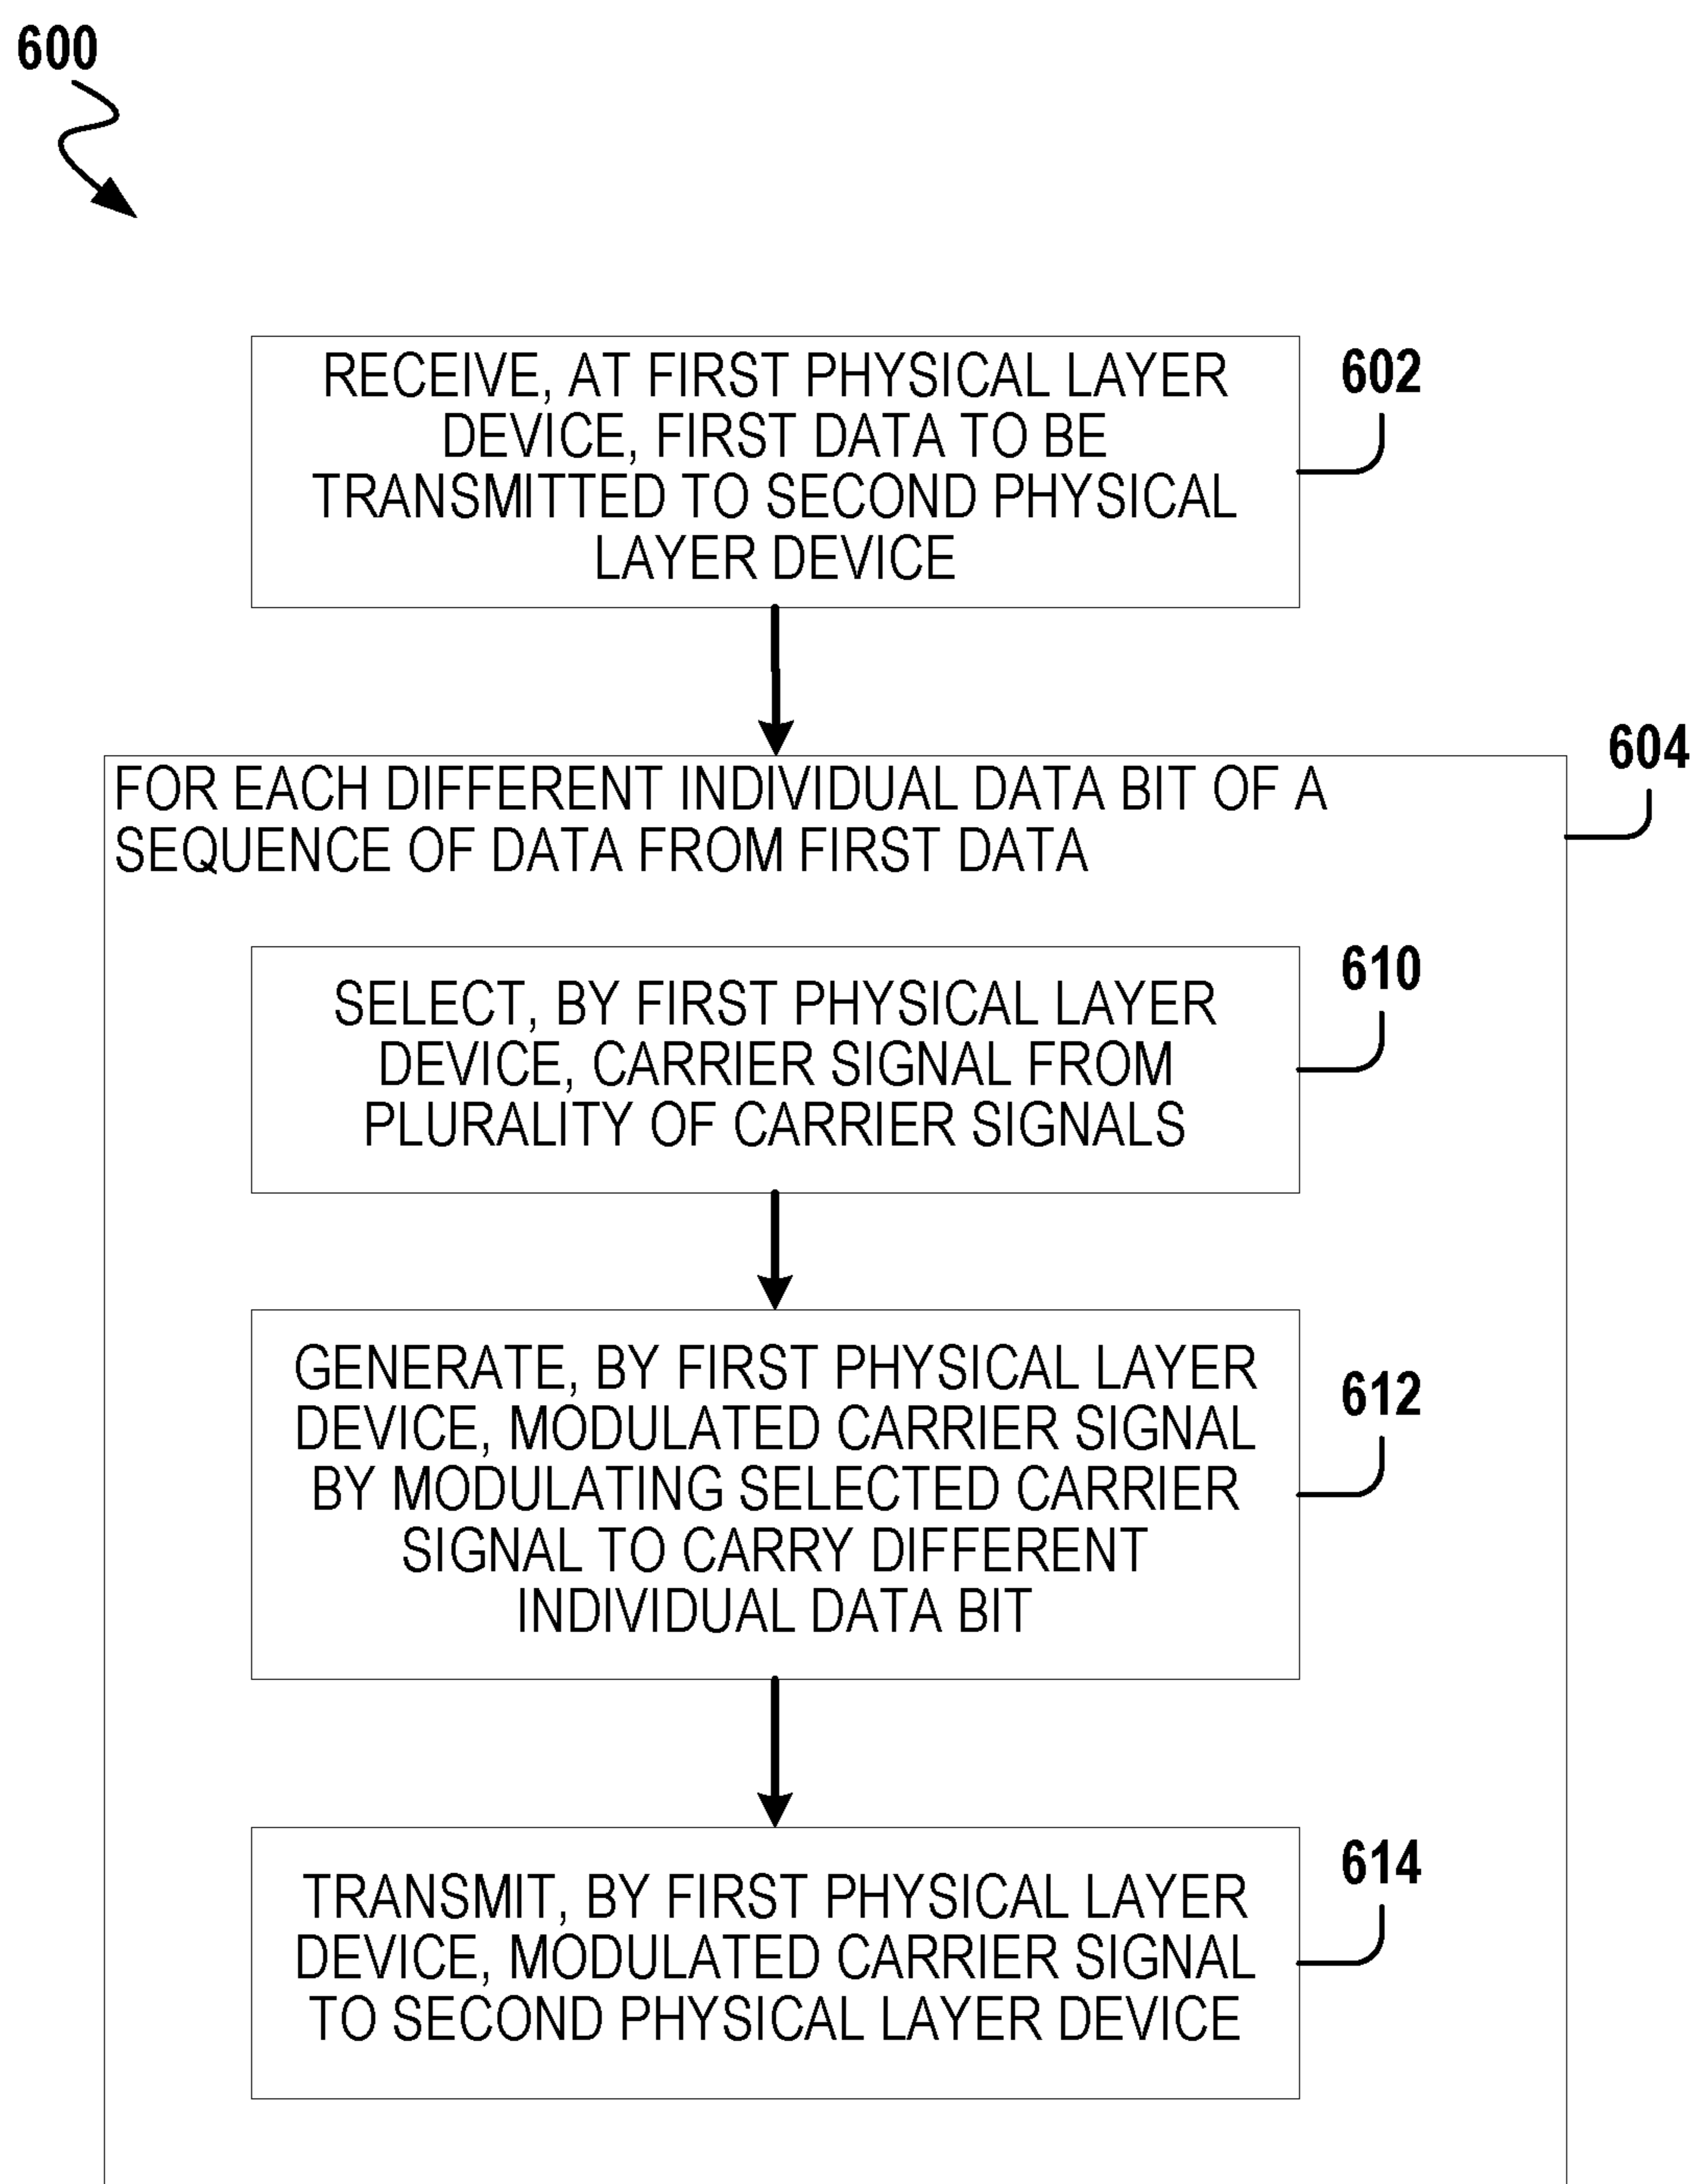 600
RECEIVE, AT FIRST PHYSICAL LAYER
DEVICE, FIRST DATA TO BE
TRANSMITTED TO SECOND PHYSICAL
LAYER DEVICE
602
604
FOR EACH DIFFERENT INDIVIDUAL DATA BIT OF A
SEQUENCE OF DATA FROM FIRST DATA
SELECT, BY FIRST PHYSICAL LAYER
DEVICE, CARRIER SIGNAL FROM
PLURALITY OF CARRIER SIGNALS
610
GENERATE, BY FIRST PHYSICAL LAYER
DEVICE, MODULATED CARRIER SIGNAL
BY MODULATING SELECTED CARRIER
SIGNAL TO CARRY DIFFERENT
INDIVIDUAL DATA BIT
612
TRANSMIT, BY FIRST PHYSICAL LAYER
DEVICE, MODULATED CARRIER SIGNAL
TO SECOND PHYSICAL LAYER DEVICE
614